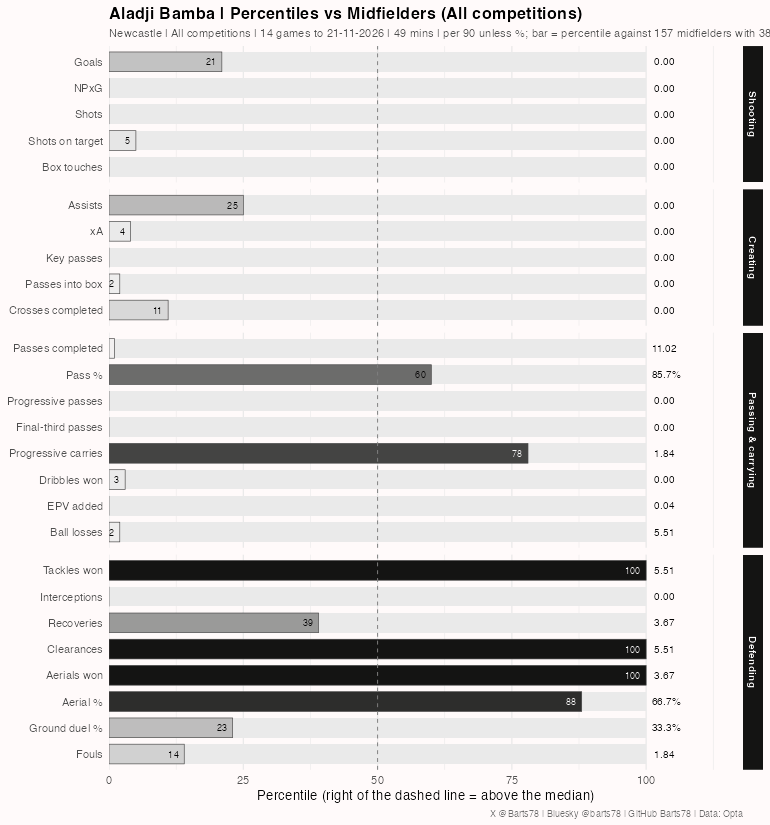 Aladji Bamba | Percentiles vs Midfielders (All competitions)
Newcastle | All competitions | 14 games to 21-11-2026 | 49 mins | per 90 unless %; bar = percentile against 157 midfielders with 38
Goals 21 0.00
NPxG 0.00
Shots 0.00
Shots on target 5 0.00
Box touches 0.00
Shooting
Assists 25 0.00
xA 4 0.00
Key passes 0.00
Passes into box 2 0.00
Crosses completed 11 0.00
Creating
Passes completed 11.02
Pass % 60 85.7%
Progressive passes 0.00
Final-third passes 0.00
Progressive carries 78 1.84
Dribbles won 3 0.00
EPV added 0.04
Ball losses 2 5.51
Passing & carrying
Tackles won 100 5.51
Interceptions 0.00
Recoveries 39 3.67
Clearances 100 5.51
Aerials won 100 3.67
Aerial % 88 66.7%
Ground duel % 23 33.3%
Fouls 14 1.84
Defending
0 25 50 75 100
Percentile (right of the dashed line = above the median)
X @Barts78 | Bluesky @barts78 | GitHub Barts78 | Data: Opta